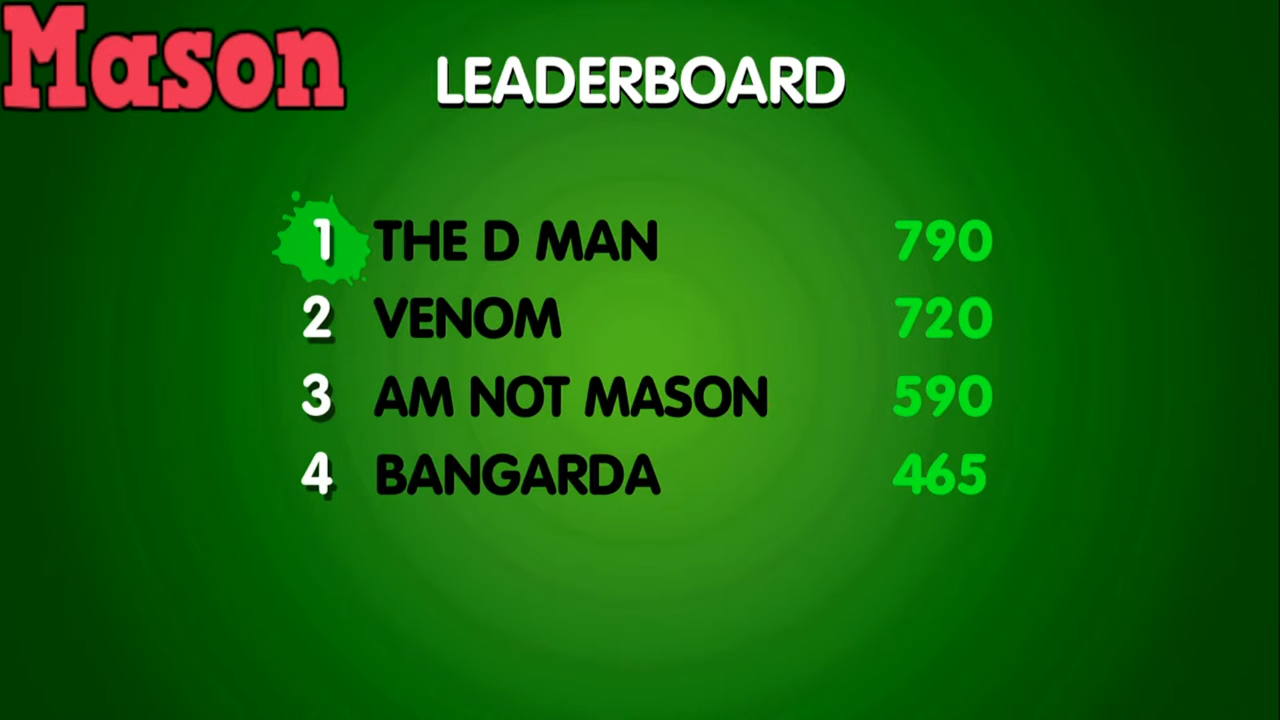 Mason
LEADERBOARD
1 THE D MAN 790
2 VENOM 720
3 AM NOT MASON 590
4 BANGARDA 465